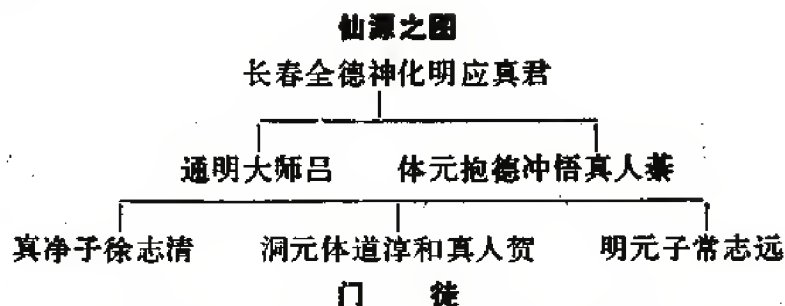 仙源之图
长春全德神化明应真君
通明大师吕 体元抱德冲悟真人綦
真净子徐志清 洞元体道淳和真人贺 明元子常志远
门 徒